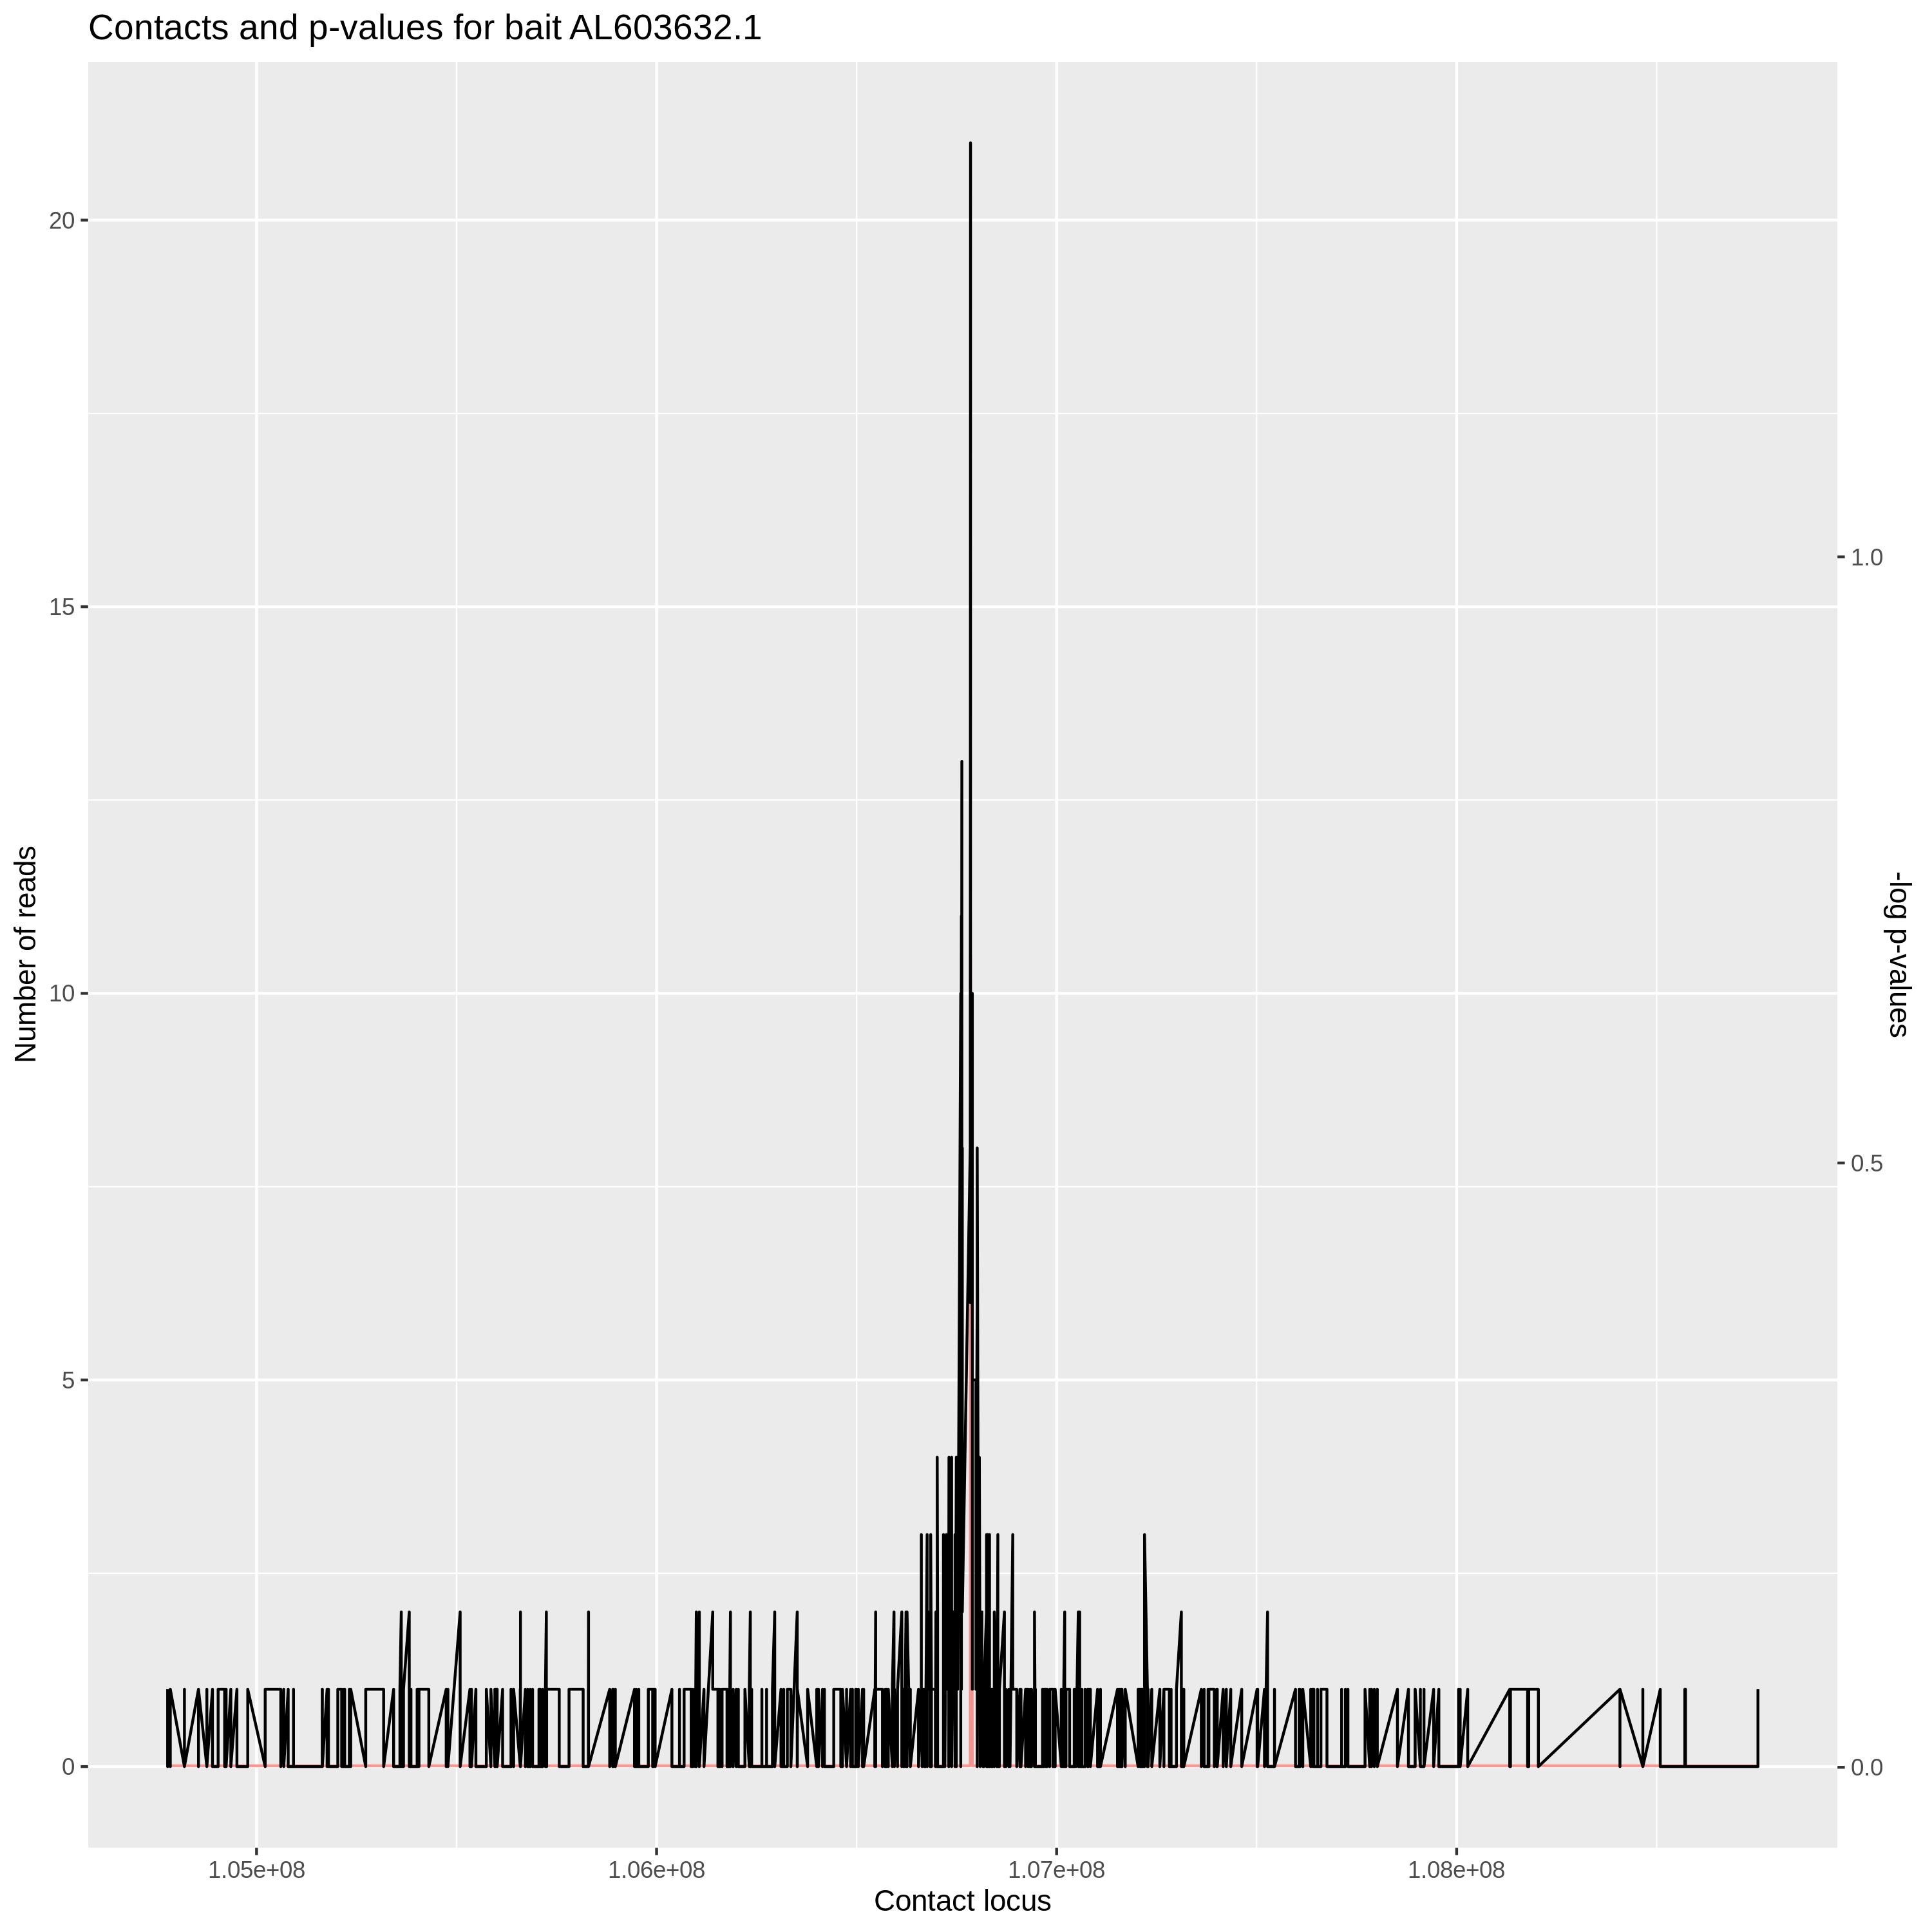 Contacts and p-values for bait AL603632.1
20
15
10
5
0
Number of reads
1.0
0.5
0.0
-log p-values
1.05e+08
1.06e+08
1.07e+08
1.08e+08
Contact locus